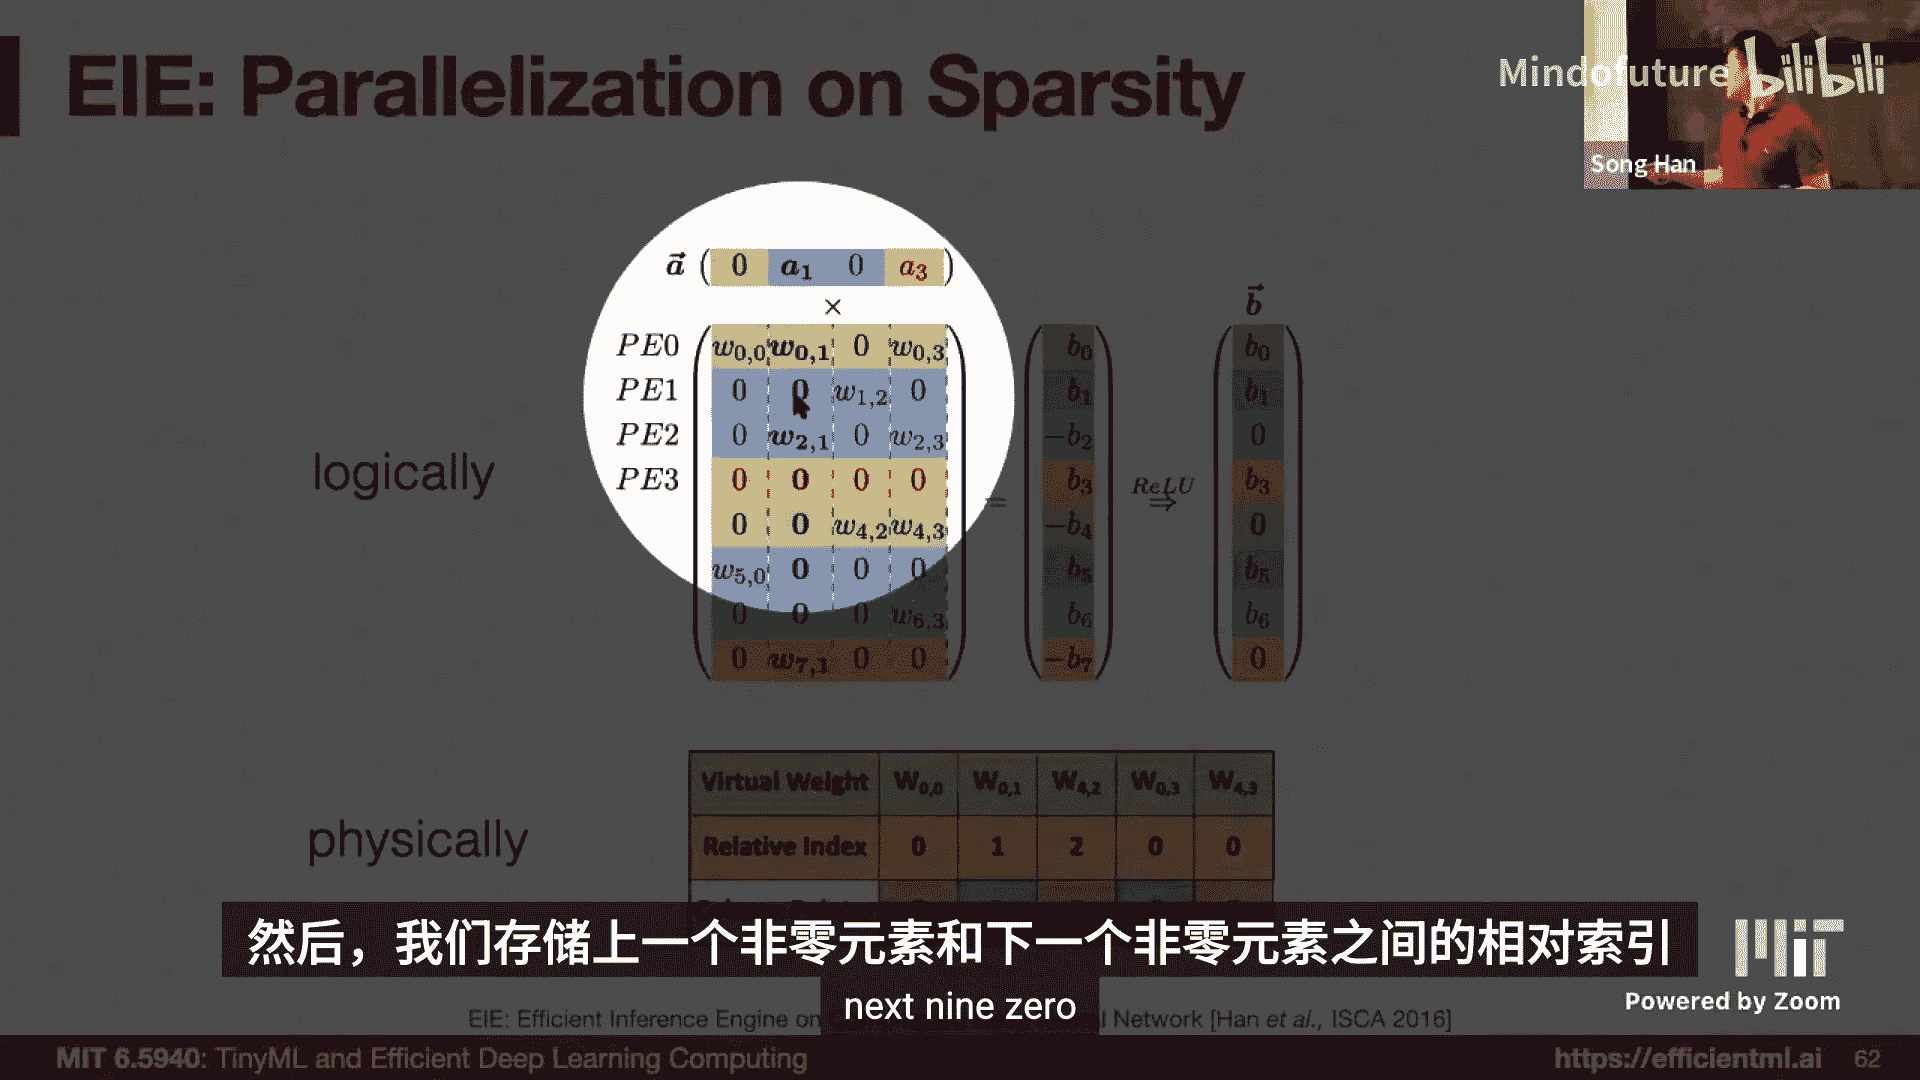 EIE: Parallelization on Sparsity
Mindofuture bilibili
Song Han
logically
a⃗ ( 0 a₁ 0 a₃ )
×
b⃗
PE0 w₀,₀ w₀,₁ 0 w₀,₃ b₀ b₀
PE1 0 0 w₁,₂ 0 b₁ b₁
PE2 0 w₂,₁ 0 w₂,₃ −b₂ 0
PE3 0 0 0 0 b₃ b₃
0 0 w₄,₂ w₄,₃ −b₄ 0
w₅,₀ 0 0 0 b₅ b₅
0 0 0 w₆,₃ b₆ b₆
0 w₇,₁ 0 0 −b₇ 0
= ReLU ⇒
physically
Virtual Weight W₀,₀ W₀,₁ W₄,₂ W₀,₃ W₄,₃
Relative Index 0 1 2 0 0
然后，我们存储上一个非零元素和下一个非零元素之间的相对索引
next nine zero
MIT
Powered by Zoom
EIE: Efficient Inference Engine on l Network [Han et al., ISCA 2016]
MIT 6.5940: TinyML and Efficient Deep Learning Computing
https://efficientml.ai 62